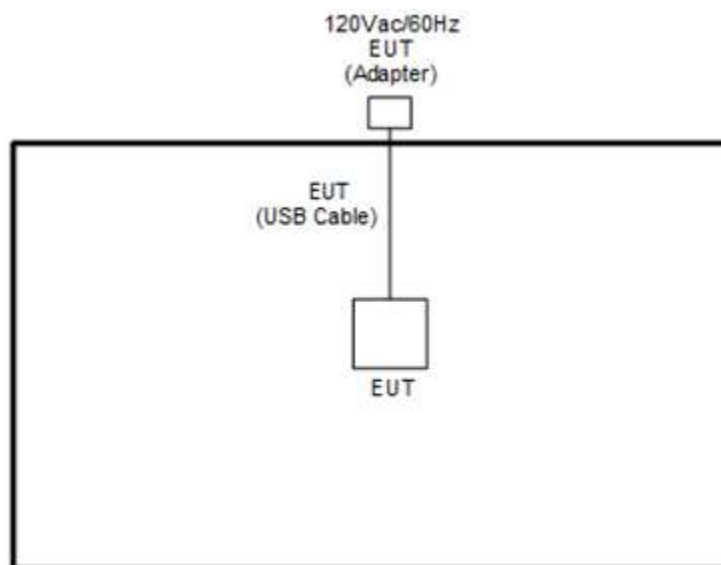 120Vac/60Hz
EUT
(Adapter)
EUT
(USB Cable)
EUT